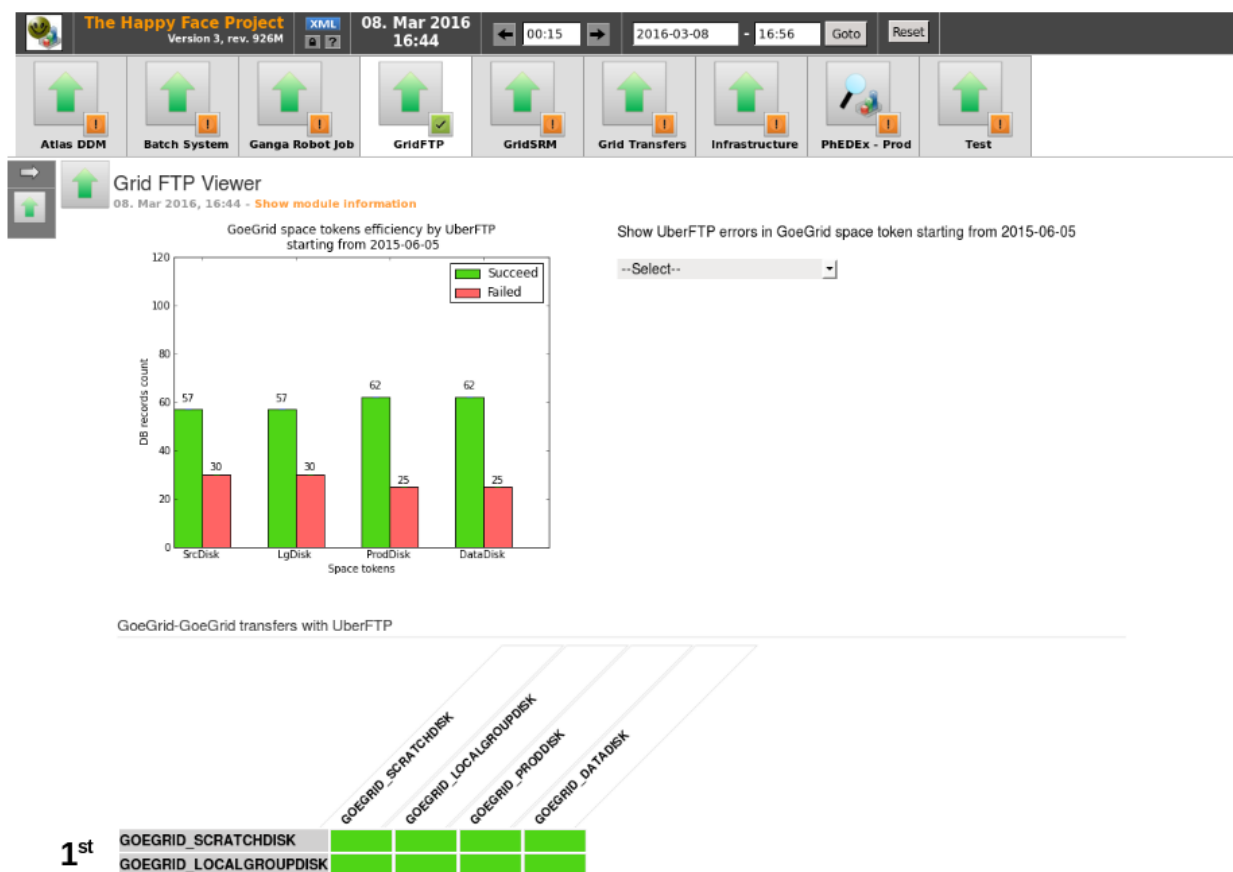 The Happy Face Project
Version 3, rev. 926M
XML
?
08. Mar 2016
16:44
00:15
2016-03-08 - 16:56
Goto
Reset
Atlas DDM
Batch System
Ganga Robot Job
GridFTP
GridSRM
Grid Transfers
Infrastructure
PhEDEx - Prod
Test
Grid FTP Viewer
08. Mar 2016, 16:44 - Show module information
GoeGrid space tokens efficiency by UberFTP
starting from 2015-06-05
120
100
80
60
40
20
0
DB records count
Succeed
Failed
57
30
57
30
62
25
62
25
SrcDisk
LgDisk
ProdDisk
DataDisk
Space tokens
Show UberFTP errors in GoeGrid space token starting from 2015-06-05
--Select--
GoeGrid-GoeGrid transfers with UberFTP
GOEGRID_SCRATCHDISK
GOEGRID_LOCALGROUPDISK
GOEGRID_PRODDISK
GOEGRID_DATADISK
1st
GOEGRID_SCRATCHDISK
GOEGRID_LOCALGROUPDISK